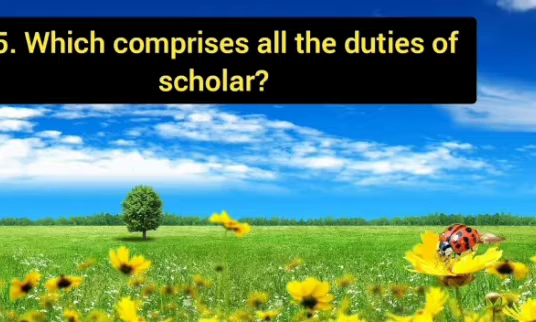 5. Which comprises all the duties of
scholar?